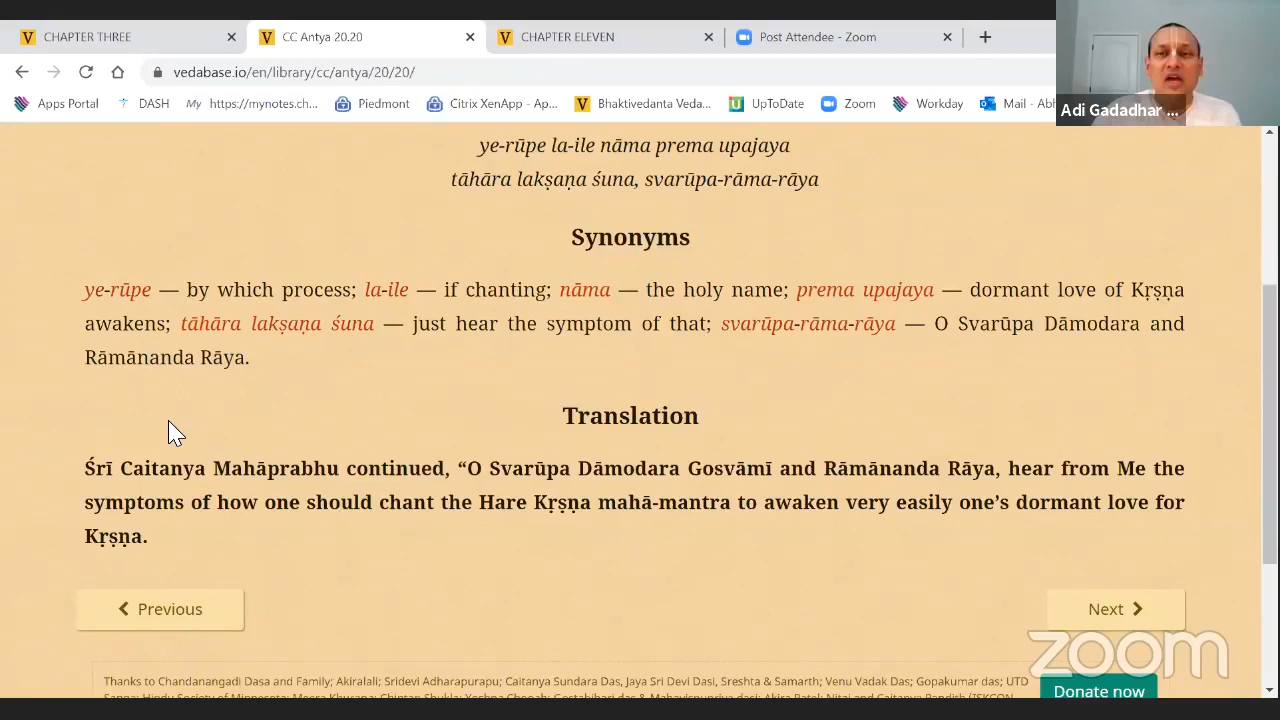 CHAPTER THREE
CC Antya 20.20
CHAPTER ELEVEN
Post Attendee - Zoom
vedabase.io/en/library/cc/antya/20/20/
Apps Portal
DASH
My https://mynotes.ch...
Piedmont
Citrix XenApp - Ap...
Bhaktivedanta Veda...
UpToDate
Zoom
Workday
Mail - Abh
Adi Gadadhar ...
ye-rūpe la-ile nāma prema upajaya
tāhāra lakṣaṇa śuna, svarūpa-rāma-rāya
Synonyms
ye-rūpe — by which process; la-ile — if chanting; nāma — the holy name; prema upajaya — dormant love of Kṛṣṇa
awakens; tāhāra lakṣaṇa śuna — just hear the symptom of that; svarūpa-rāma-rāya — O Svarūpa Dāmodara and
Rāmānanda Rāya.
Translation
Śrī Caitanya Mahāprabhu continued, “O Svarūpa Dāmodara Gosvāmī and Rāmānanda Rāya, hear from Me the
symptoms of how one should chant the Hare Kṛṣṇa mahā-mantra to awaken very easily one’s dormant love for
Kṛṣṇa.
Previous
Next
zoom
Thanks to Chandanangadi Dasa and Family; Akiralali; Sridevi Adharapurapu; Caitanya Sundara Das, Jaya Sri Devi Dasi, Sreshta & Samarth; Venu Vadak Das; Gopakumar das; UTD
Donate now